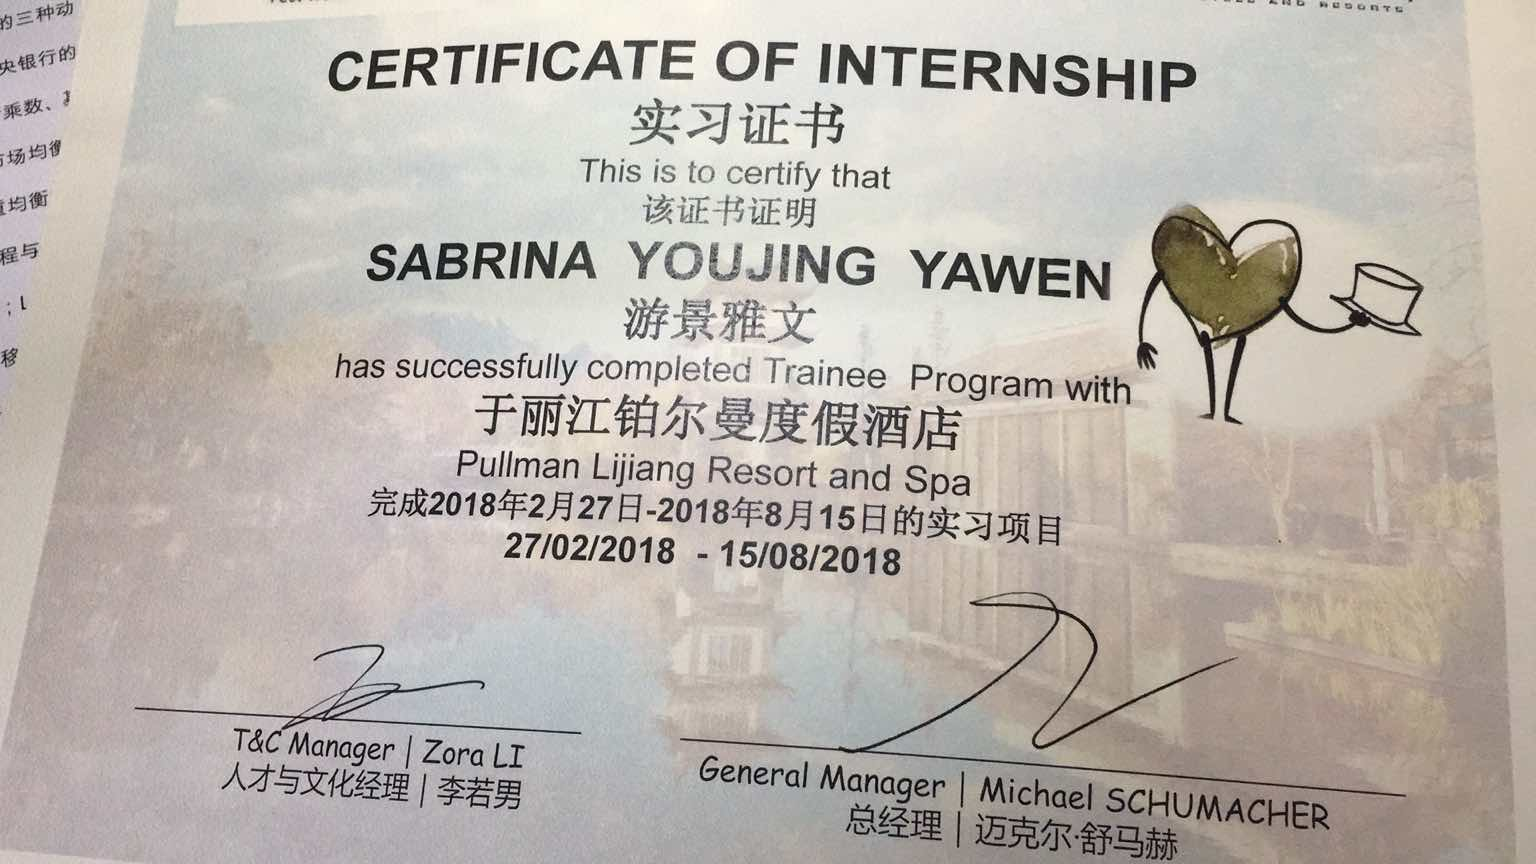 的三种动
央银行的
乘数、
市场均衡
均衡
程与
；L
移
AND RESORTS
CERTIFICATE OF INTERNSHIP
实习证书
This is to certify that
该证书证明
SABRINA YOUJING YAWEN
游景雅文
has successfully completed Trainee Program with
于丽江铂尔曼度假酒店
Pullman Lijiang Resort and Spa
完成2018年2月27日-2018年8月15日的实习项目
27/02/2018 - 15/08/2018
T&C Manager | Zora LI
人才与文化经理 | 李若男
General Manager | Michael SCHUMACHER
总经理 | 迈克尔·舒马赫